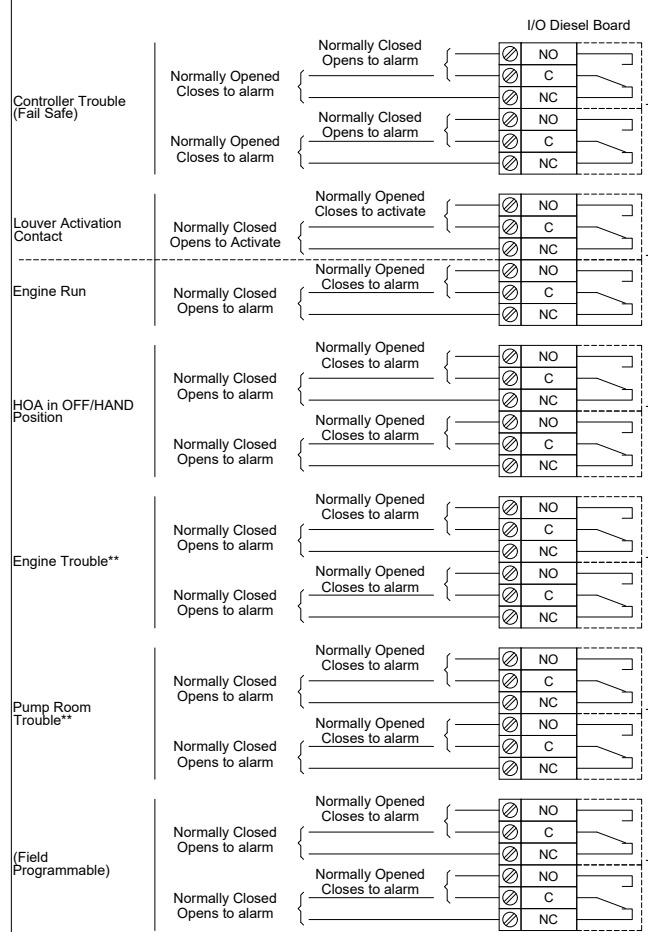 I/O Diesel Board
Controller Trouble
(Fail Safe)
Normally Closed
Opens to alarm
Normally Opened
Closes to alarm
NO
C
NC
Normally Closed
Opens to alarm
Normally Opened
Closes to alarm
NO
C
NC
Louver Activation
Contact
Normally Opened
Closes to activate
Normally Closed
Opens to Activate
NO
C
NC
Engine Run
Normally Opened
Closes to alarm
Normally Closed
Opens to alarm
NO
C
NC
HOA in OFF/HAND
Position
Normally Opened
Closes to alarm
Normally Closed
Opens to alarm
NO
C
NC
Normally Opened
Closes to alarm
Normally Closed
Opens to alarm
NO
C
NC
Engine Trouble**
Normally Opened
Closes to alarm
Normally Closed
Opens to alarm
NO
C
NC
Normally Opened
Closes to alarm
Normally Closed
Opens to alarm
NO
C
NC
Pump Room
Trouble**
Normally Opened
Closes to alarm
Normally Closed
Opens to alarm
NO
C
NC
Normally Opened
Closes to alarm
Normally Closed
Opens to alarm
NO
C
NC
(Field
Programmable)
Normally Opened
Closes to alarm
Normally Closed
Opens to alarm
NO
C
NC
Normally Opened
Closes to alarm
Normally Closed
Opens to alarm
NO
C
NC